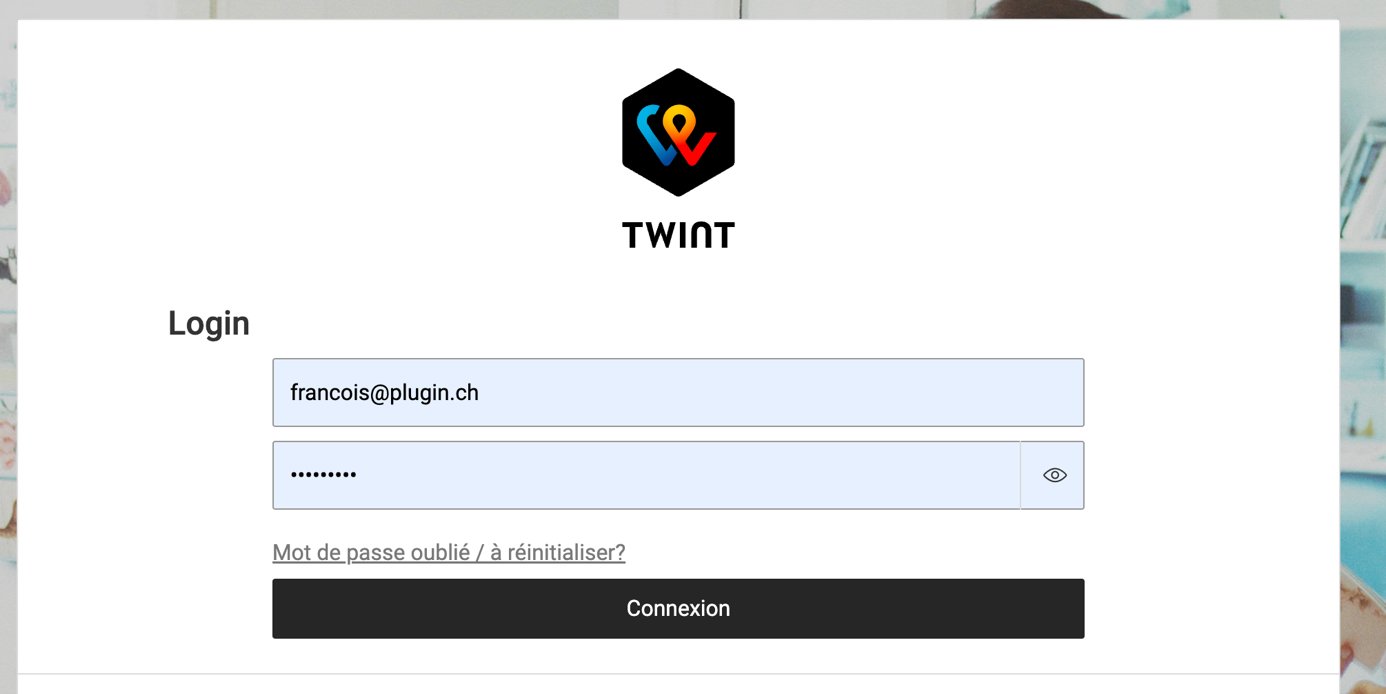 TWINT
Login
francois@plugin.ch
•••••••••
Mot de passe oublié / à réinitialiser?
Connexion